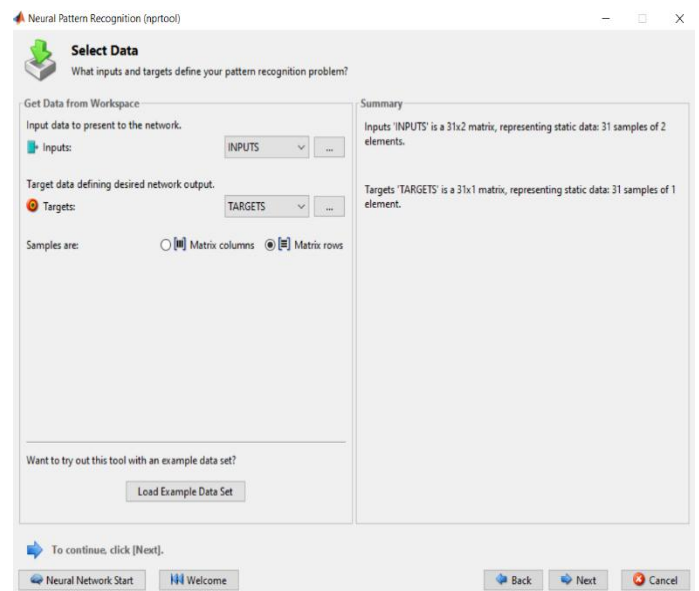 Neural Pattern Recognition (nprtool)
Select Data
What inputs and targets define your pattern recognition problem?
Get Data from Workspace
Input data to present to the network.
Inputs:
INPUTS
...
Target data defining desired network output.
Targets:
TARGETS
...
Samples are:
Matrix columns
Matrix rows
Want to try out this tool with an example data set?
Load Example Data Set
Summary
Inputs 'INPUTS' is a 31x2 matrix, representing static data: 31 samples of 2
elements.
Targets 'TARGETS' is a 31x1 matrix, representing static data: 31 samples of 1
element.
To continue, click [Next].
Neural Network Start
Welcome
Back
Next
Cancel